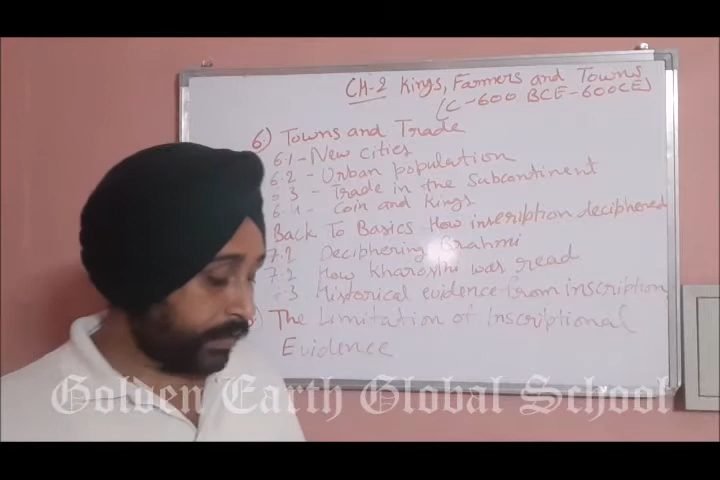 CH-2 Kings, Farmers and Towns
(C-600 BCE-600CE)
6) Towns and Trade
6.1 - New cities
6.2 - Urban population
3 - Trade in the Subcontinent
6. - Coin and Kings
Back To Basics How inscription deciphered
7.2 Deciphering Brahmi
7.2 How kharosthi was read
3 Historical evidence from inscription
) The Limitation of Inscriptional
Evidence
Golden Earth Global School